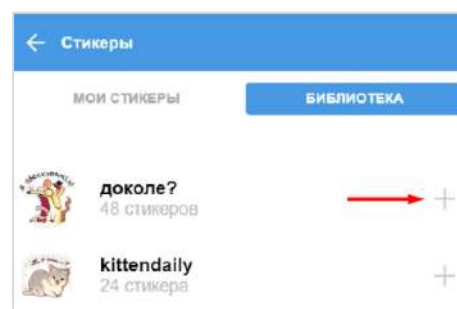 Стикеры
МОИ СТИКЕРЫ БИБЛИОТЕКА
доколе?
48 стикеров
kittendaily
24 стикера